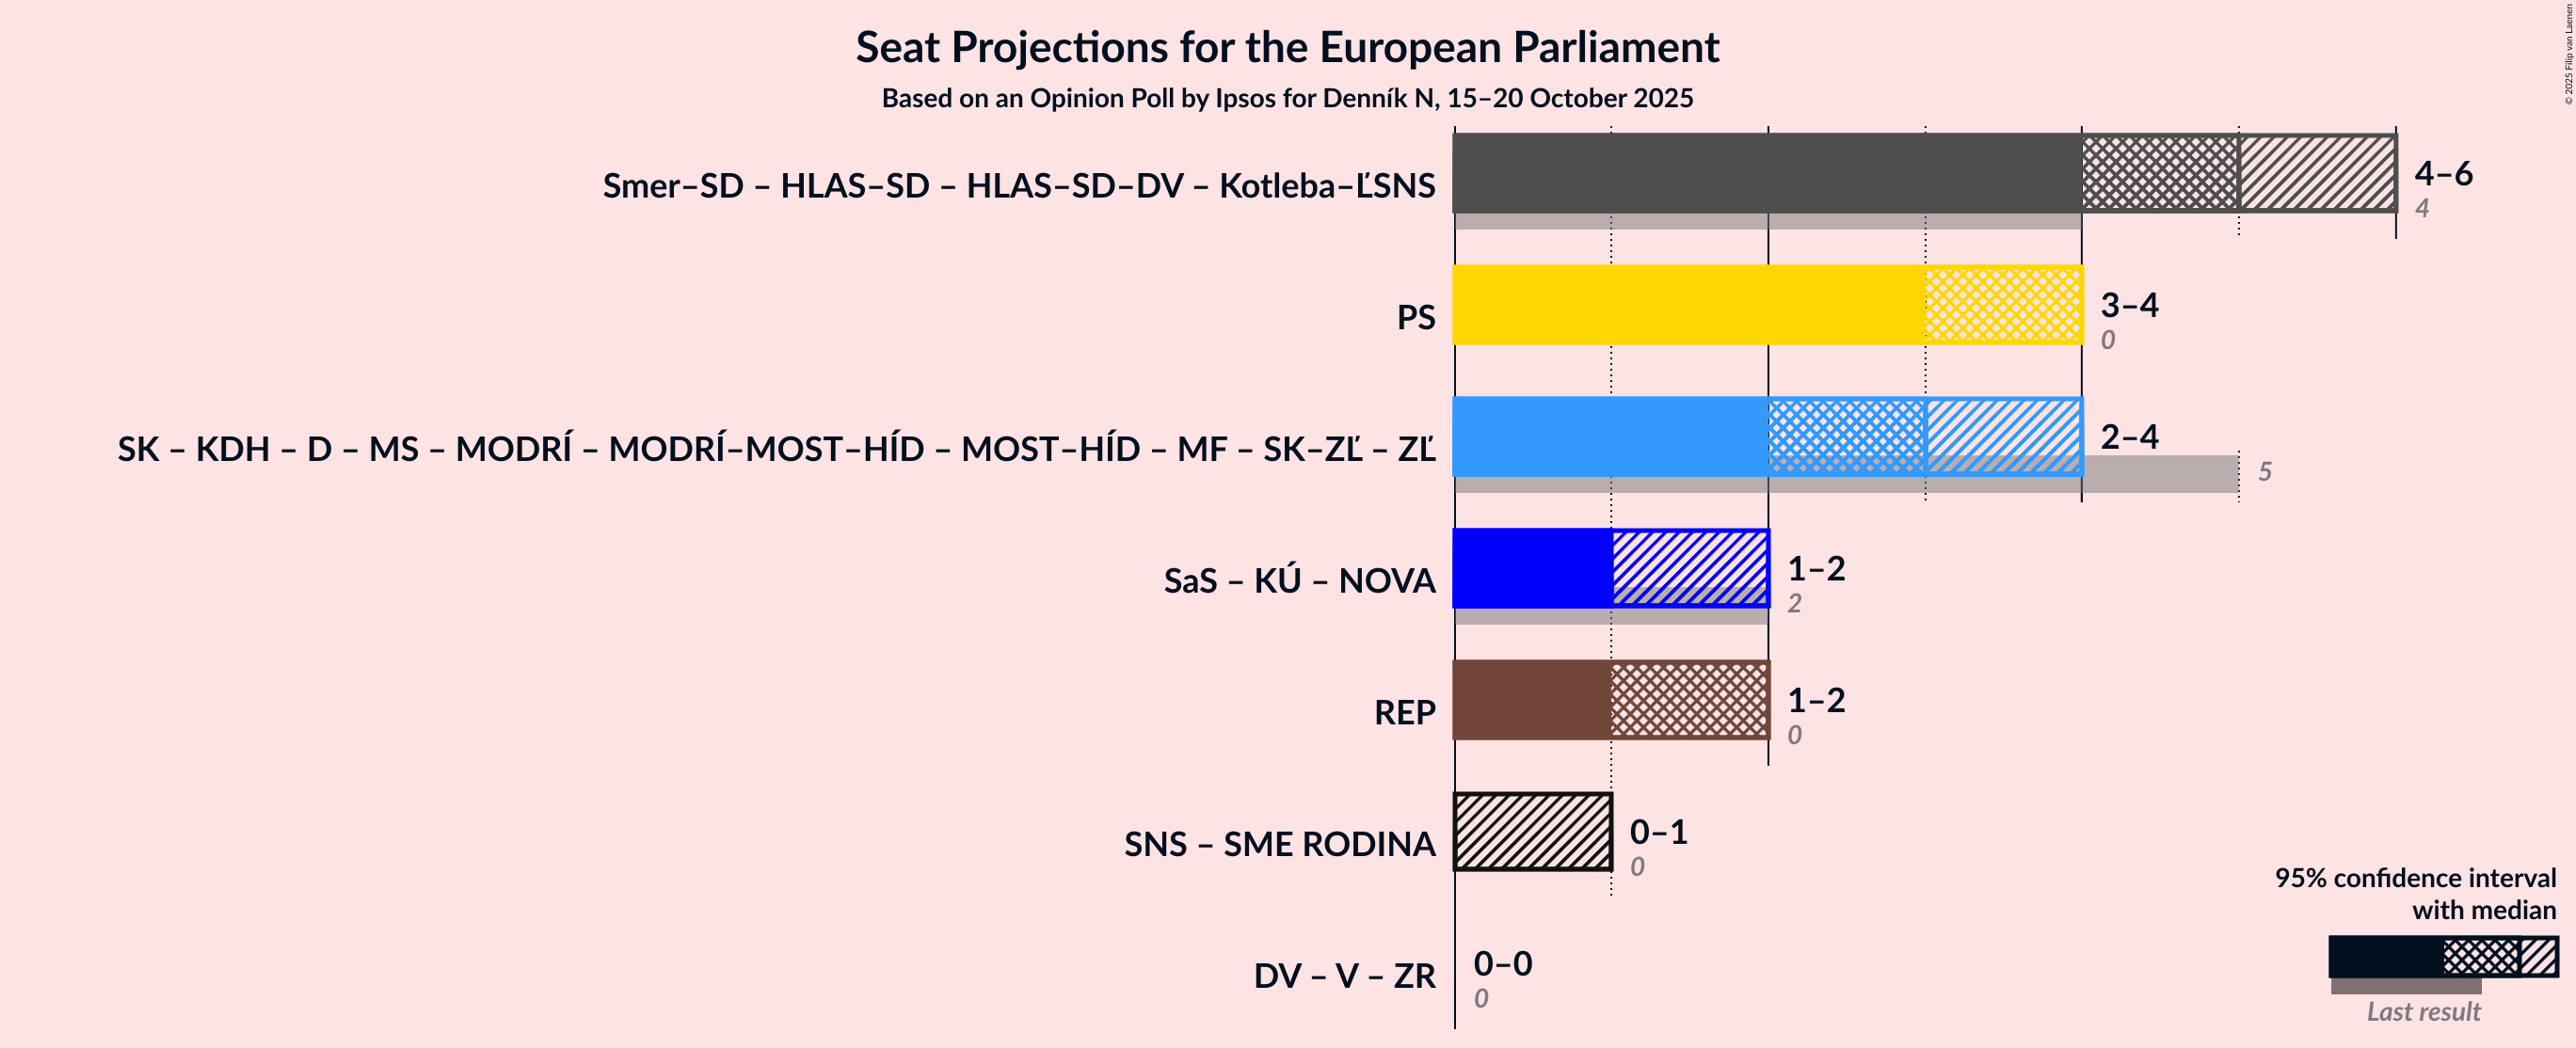 Seat Projections for the European Parliament
Based on an Opinion Poll by Ipsos for Denník N, 15–20 October 2025
© 2025 Filip van Laenen
Smer–SD – HLAS–SD – HLAS–SD–DV – Kotleba–ĽSNS
4–6
4
PS
3–4
0
SK – KDH – D – MS – MODRÍ – MODRÍ–MOST–HÍD – MOST–HÍD – MF – SK–ZĽ – ZĽ
2–4
5
SaS – KÚ – NOVA
1–2
2
REP
1–2
0
SNS – SME RODINA
0–1
0
DV – V – ZR
0–0
0
95% confidence interval
with median
Last result